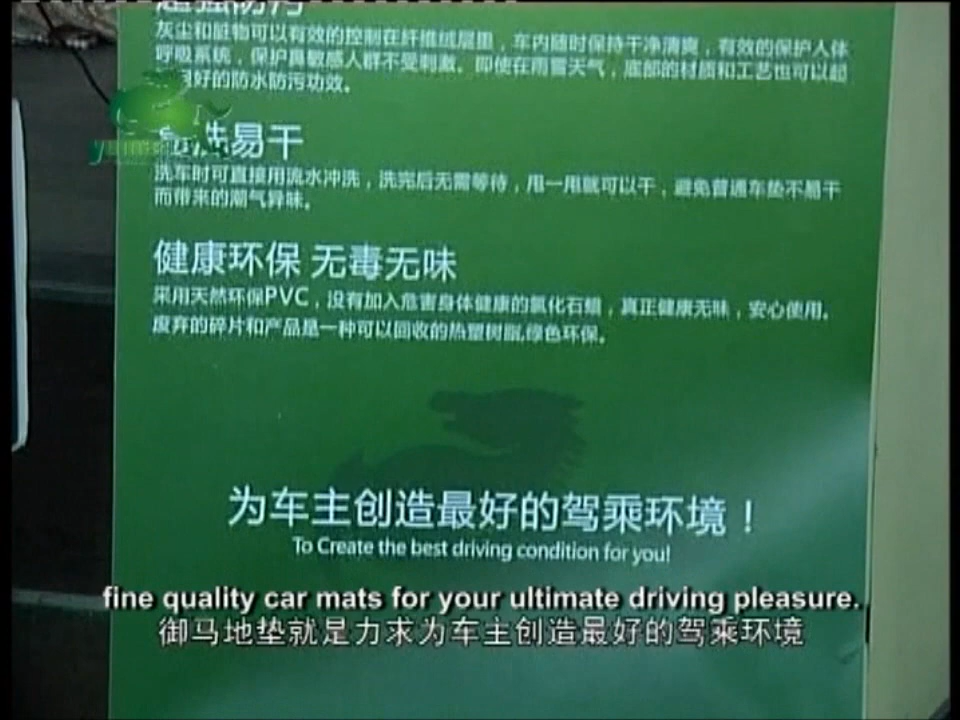 超强防污
灰尘和脏物可以有效的控制在纤维绒层里，车内随时保持干净清爽，有效的保护人体
呼吸系统，保护鼻敏感人群不受刺激。即使在雨雪天气，底部的材质和工艺也可以起
良好的防水防污功效。
洗易干
洗车时可直接用流水冲洗，洗完后无需等待，甩一甩就可以干，避免普通车垫不易干
而带来的潮气异味。
健康环保 无毒无味
采用天然环保PVC，没有加入危害身体健康的氯化石蜡，真正健康无味，安心使用。
废弃的碎片和产品是一种可以回收的热塑树脂,绿色环保。
为车主创造最好的驾乘环境！
To Create the best driving condition for you!
fine quality car mats for your ultimate driving pleasure.
御马地垫就是力求为车主创造最好的驾乘环境